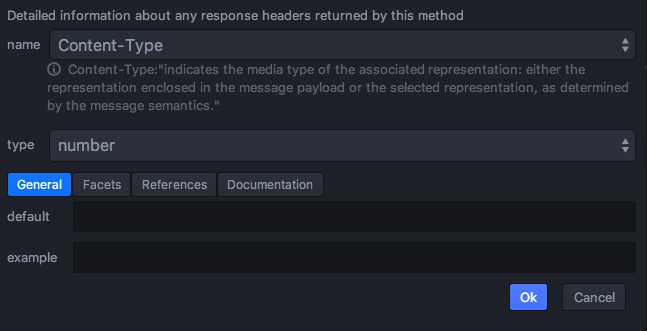 Detailed information about any response headers returned by this method
name Content-Type
Content-Type:"indicates the media type of the associated representation: either the
representation enclosed in the message payload or the selected representation, as determined
by the message semantics."
type number
General Facets References Documentation
default
example
Ok Cancel